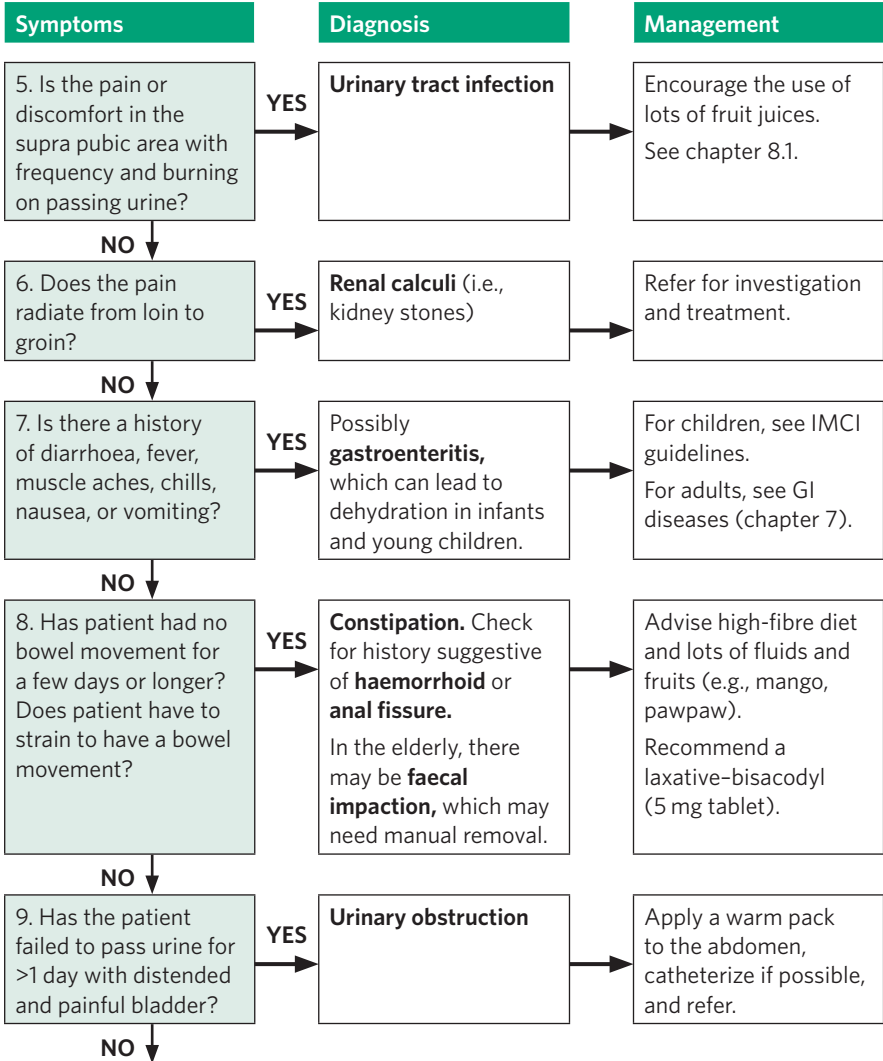 Symptoms
Diagnosis
Management
5. Is the pain or
discomfort in the
supra pubic area with
frequency and burning
on passing urine?
YES
Urinary tract infection
Encourage the use of
lots of fruit juices.
See chapter 8.1.
NO
6. Does the pain
radiate from loin to
groin?
YES
Renal calculi (i.e.,
kidney stones)
Refer for investigation
and treatment.
NO
7. Is there a history
of diarrhoea, fever,
muscle aches, chills,
nausea, or vomiting?
YES
Possibly
gastroenteritis,
which can lead to
dehydration in infants
and young children.
For children, see IMCI
guidelines.
For adults, see GI
diseases (chapter 7).
NO
8. Has patient had no
bowel movement for
a few days or longer?
Does patient have to
strain to have a bowel
movement?
YES
Constipation. Check
for history suggestive
of haemorrhoid or
anal fissure.
In the elderly, there
may be faecal
impaction, which may
need manual removal.
Advise high-fibre diet
and lots of fluids and
fruits (e.g., mango,
pawpaw).
Recommend a
laxative–bisacodyl
(5 mg tablet).
NO
9. Has the patient
failed to pass urine for
>1 day with distended
and painful bladder?
YES
Urinary obstruction
Apply a warm pack
to the abdomen,
catheterize if possible,
and refer.
NO